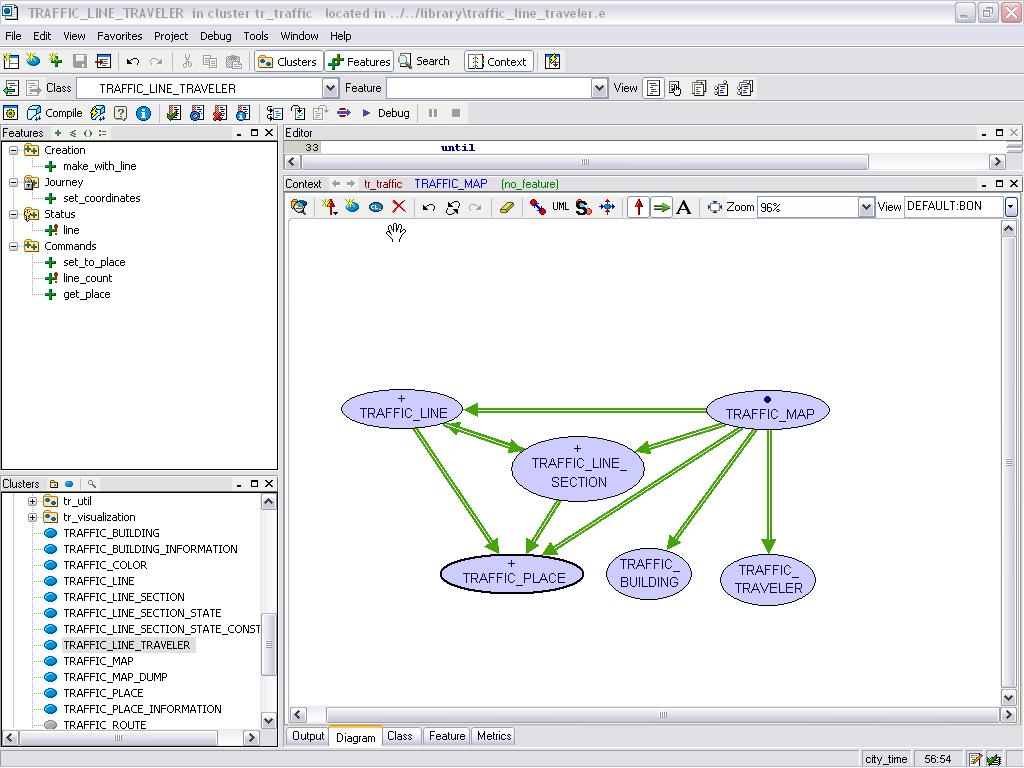 TRAFFIC_LINE_TRAVELER in cluster tr_traffic located in ../../library\traffic_line_traveler.e
File Edit View Favorites Project Debug Tools Window Help
Clusters Features Search Context
Class TRAFFIC_LINE_TRAVELER Feature View
Compile Debug
Features
Creation
make_with_line
Journey
set_coordinates
Status
line
Commands
set_to_place
line_count
get_place
Editor
33 until
Context tr_traffic TRAFFIC_MAP {no_feature}
UML A Zoom 96% View DEFAULT:BON
TRAFFIC_LINE
TRAFFIC_MAP
TRAFFIC_LINE_
SECTION
TRAFFIC_PLACE
TRAFFIC_
BUILDING
TRAFFIC_
TRAVELER
Clusters
tr_util
tr_visualization
TRAFFIC_BUILDING
TRAFFIC_BUILDING_INFORMATION
TRAFFIC_COLOR
TRAFFIC_LINE
TRAFFIC_LINE_SECTION
TRAFFIC_LINE_SECTION_STATE
TRAFFIC_LINE_SECTION_STATE_CONST
TRAFFIC_LINE_TRAVELER
TRAFFIC_MAP
TRAFFIC_MAP_DUMP
TRAFFIC_PLACE
TRAFFIC_PLACE_INFORMATION
TRAFFIC_ROUTE
Output Diagram Class Feature Metrics
city_time 56:54